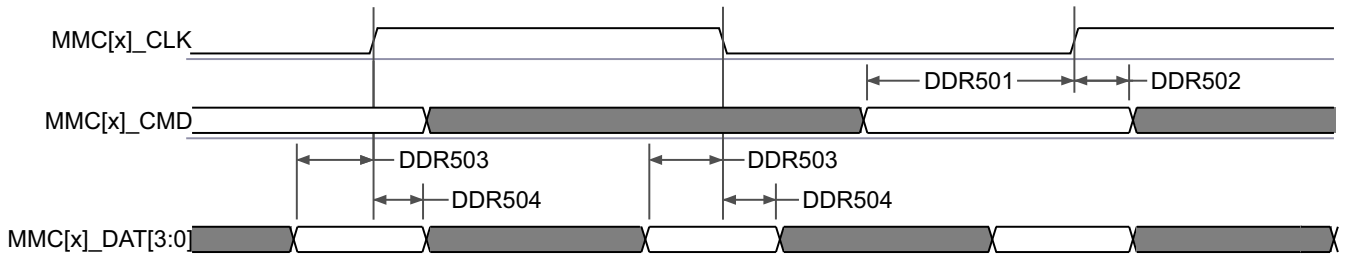 MMC[x]_CLK
DDR501 DDR502
MMC[x]_CMD
DDR503 DDR503
DDR504 DDR504
MMC[x]_DAT[3:0]